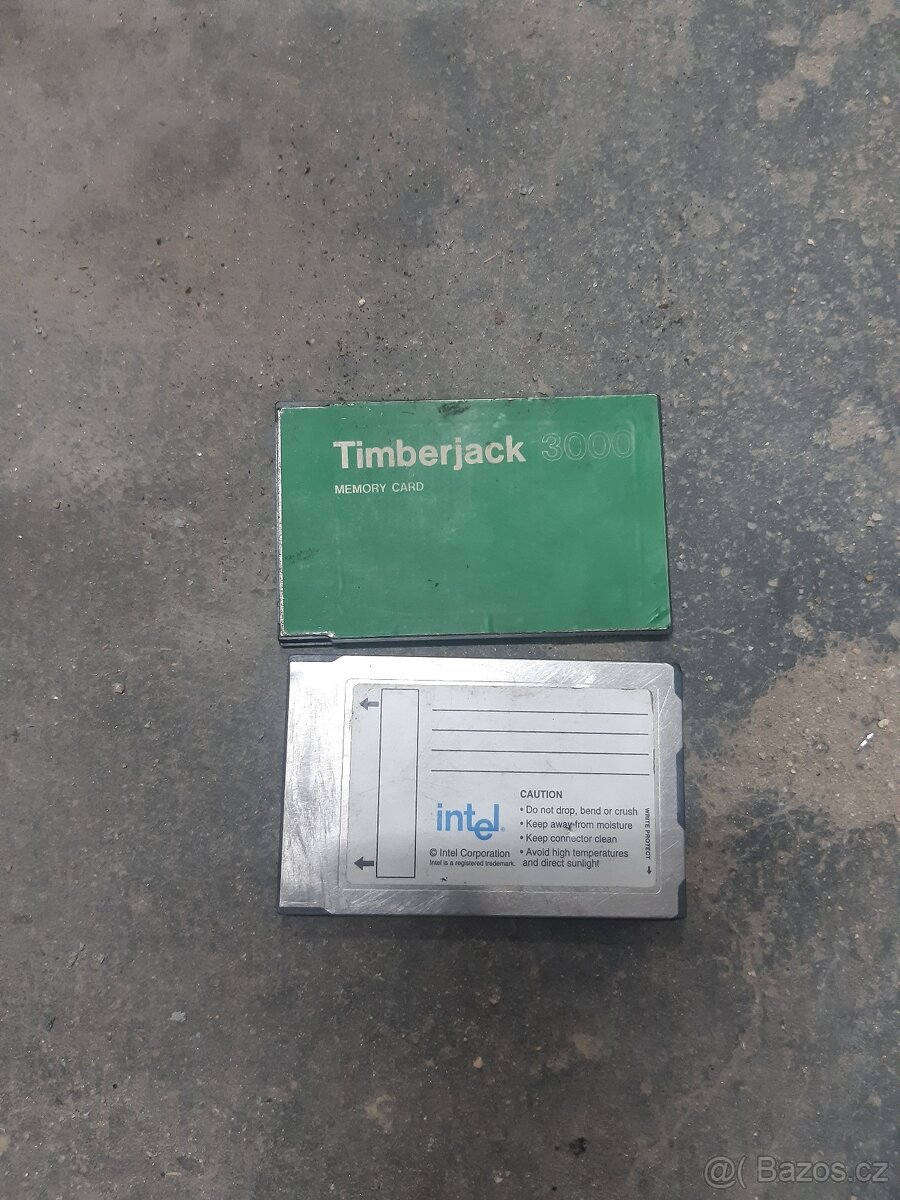 Timberjack 3000
MEMORY CARD
CAUTION
• Do not drop, bend or crush
• Keep away from moisture
• Keep connector clean
• Avoid high temperatures
and direct sunlight
intel®
© Intel Corporation
Intel is a registered trademark.
WRITE PROTECT
@( Bazos.cz